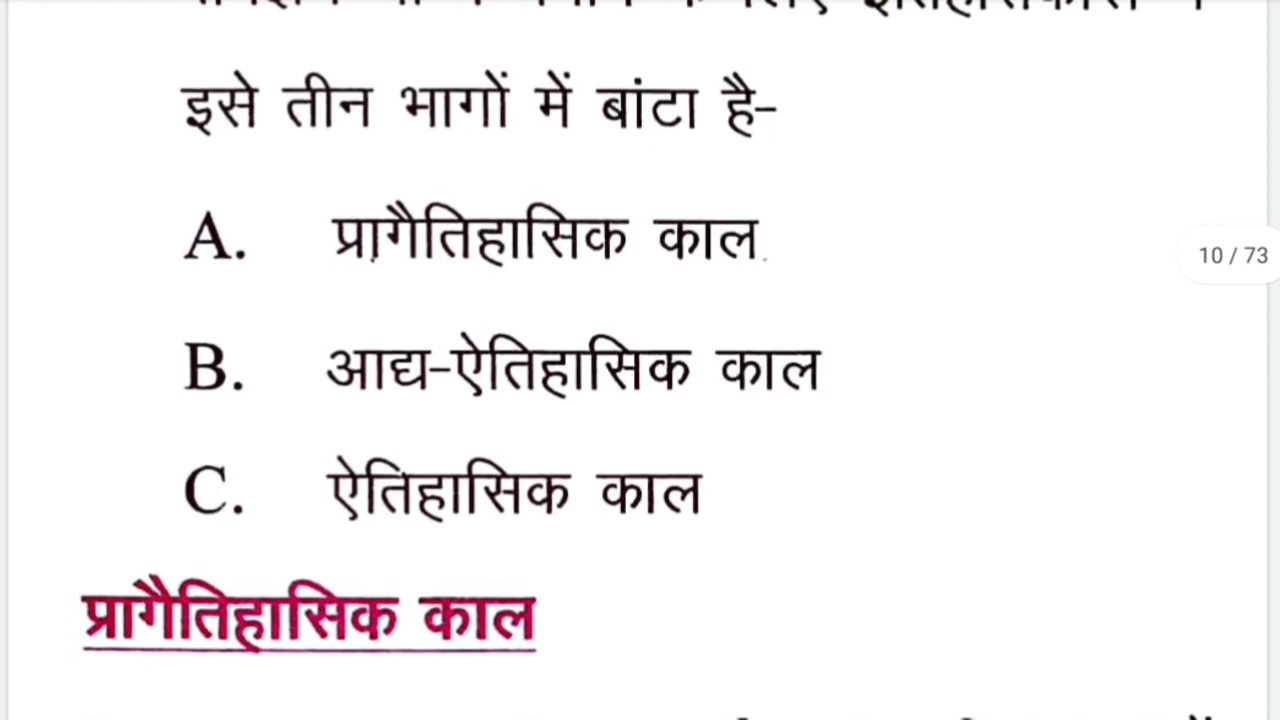 इसे तीन भागों में बांटा है-
A. प्रागैतिहासिक काल
10 / 73
B. आद्य-ऐतिहासिक काल
C. ऐतिहासिक काल
प्रागैतिहासिक काल